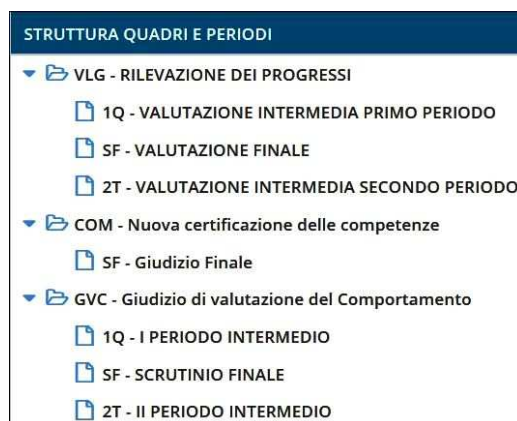 STRUTTURA QUADRI E PERIODI
VLG - RILEVAZIONE DEI PROGRESSI
1Q - VALUTAZIONE INTERMEDIA PRIMO PERIODO
SF - VALUTAZIONE FINALE
2T - VALUTAZIONE INTERMEDIA SECONDO PERIODO
COM - Nuova certificazione delle competenze
SF - Giudizio Finale
GVC - Giudizio di valutazione del Comportamento
1Q - I PERIODO INTERMEDIO
SF - SCRUTINIO FINALE
2T - II PERIODO INTERMEDIO